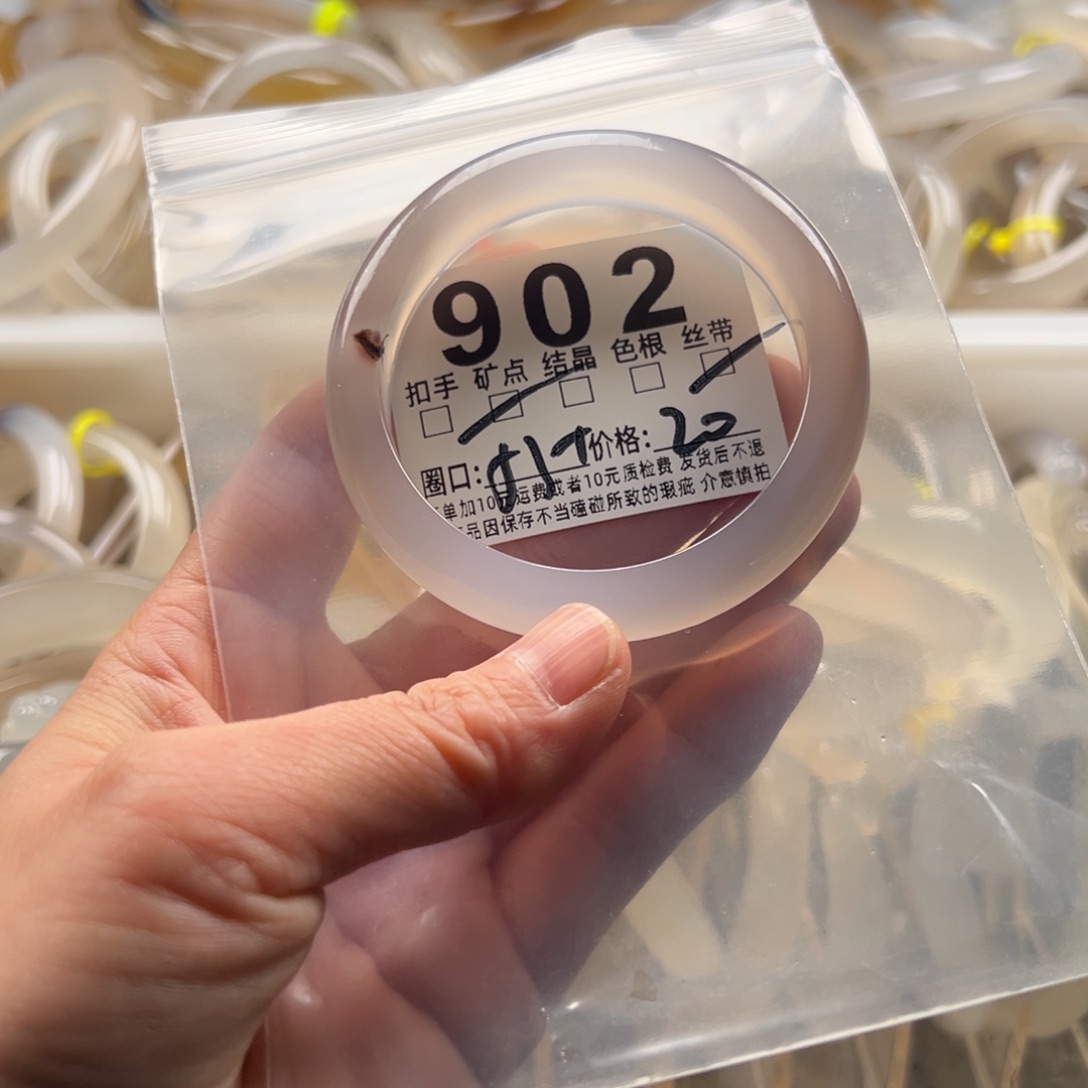 902
扣手 矿点 结晶 色根 丝带
圈口: 价格: 20
单加10元运费或者10元质检费 发货后不退
品因保存不当磕碰所致的瑕疵 介意慎拍